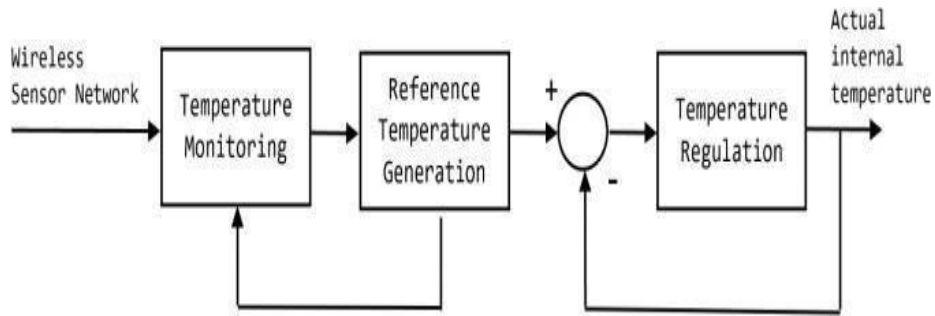 Wireless
Sensor Network
Temperature
Monitoring
Reference
Temperature
Generation
+
-
Temperature
Regulation
Actual
internal
temperature